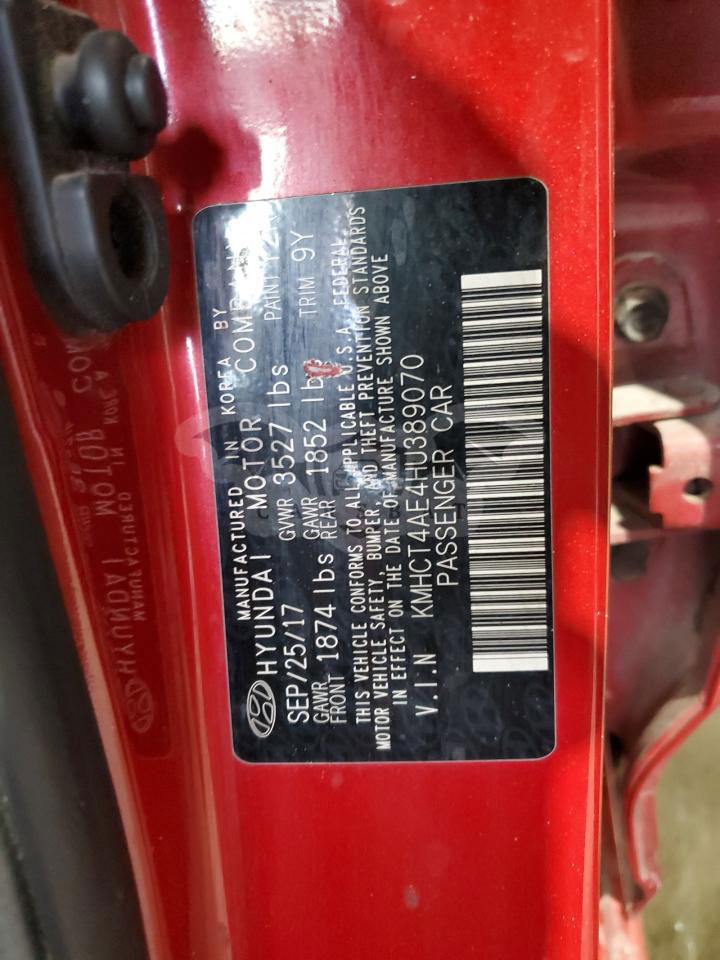 MANUFACTURED IN KOREA BY
HYUNDAI MOTOR COMPANY
SEP/25/17 GVWR 3527 lbs PAINT
GAWR FRONT 1874 lbs GAWR REAR 1852 lbs TRIM 9Y
THIS VEHICLE CONFORMS TO ALL APPLICABLE U.S.A. FEDERAL
MOTOR VEHICLE SAFETY, BUMPER, AND THEFT PREVENTION STANDARDS
IN EFFECT ON THE DATE OF MANUFACTURE SHOWN ABOVE
V.I.N KMHCT4AE4HU389070
PASSENGER CAR